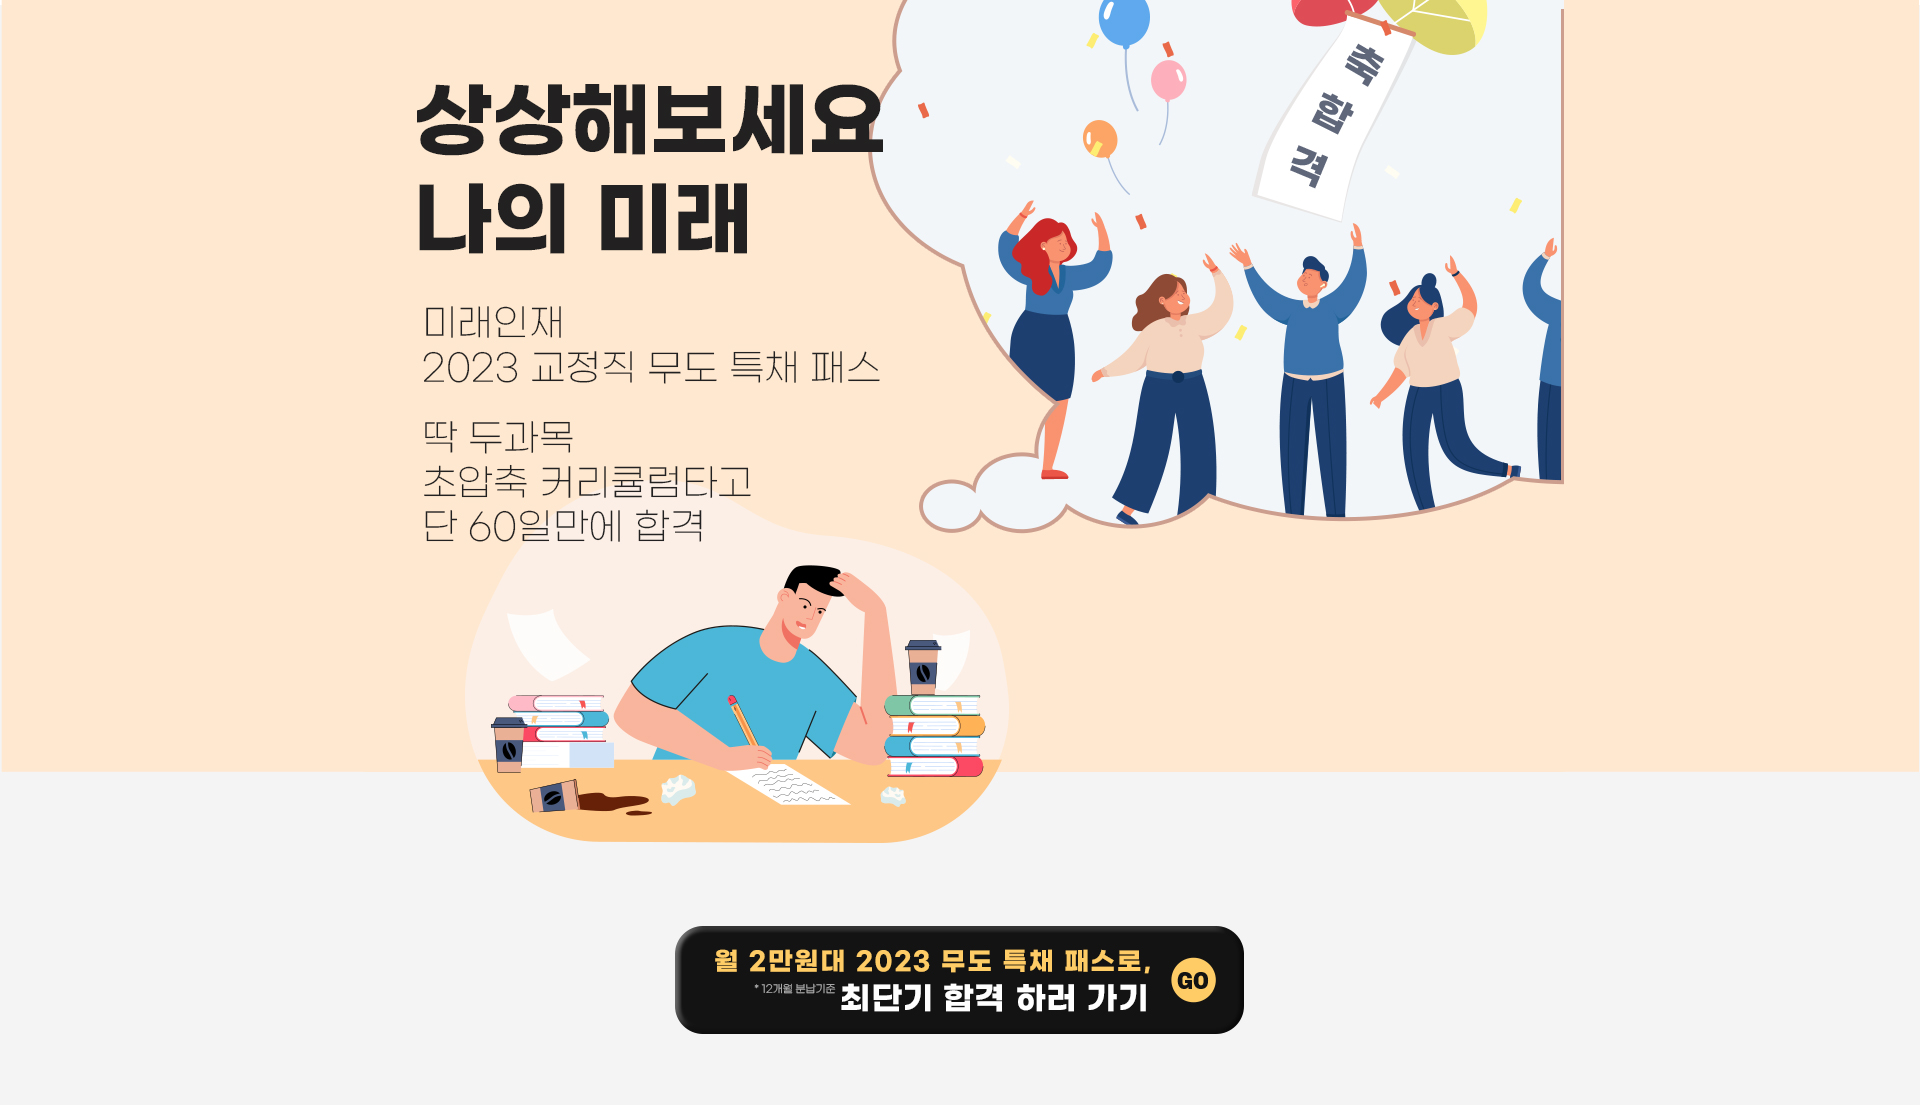 상상해보세요
나의 미래
미래인재
2023 교정직 무도 특채 패스
딱 두과목
초압축 커리큘럼타고
단 60일만에 합격
축
합
격
월 2만원대 2023 무도 특채 패스로,
* 12개월 분납기준 최단기 합격 하러 가기
GO